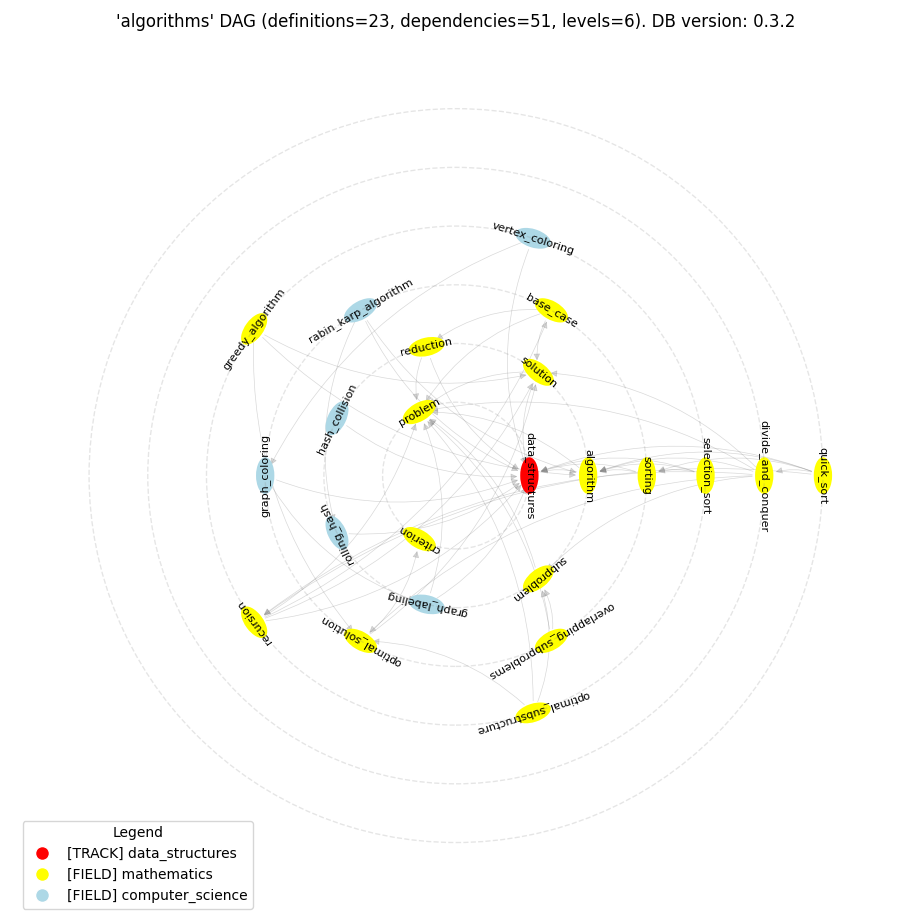 'algorithms' DAG (definitions=23, dependencies=51, levels=6). DB version: 0.3.2
vertex_coloring
rabin_karp_algorithm
base_case
greedy_algorithm
reduction
solution
problem
hash_collision
graph_coloring
data_structures
algorithm
sorting
selection_sort
divide_and_conquer
quick_sort
rolling_hash
criterion
subproblem
graph_labeling
recursion
optimal_solution
overlapping_subproblems
optimal_substructure
Legend
[TRACK] data_structures
[FIELD] mathematics
[FIELD] computer_science